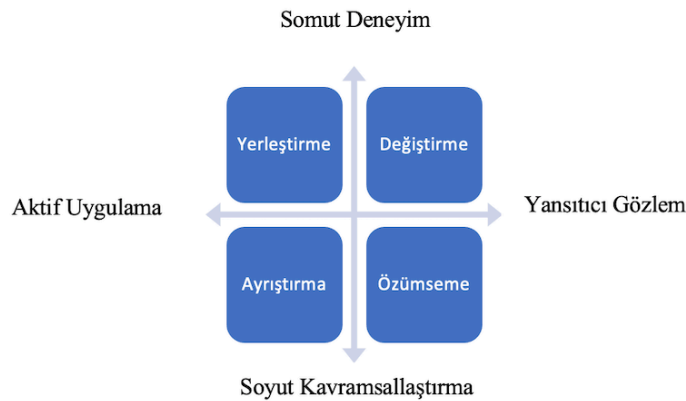 Somut Deneyim
Yerleştirme
Değiştirme
Aktif Uygulama
Yansıtıcı Gözlem
Ayrıştırma
Özümseme
Soyut Kavramsallaştırma